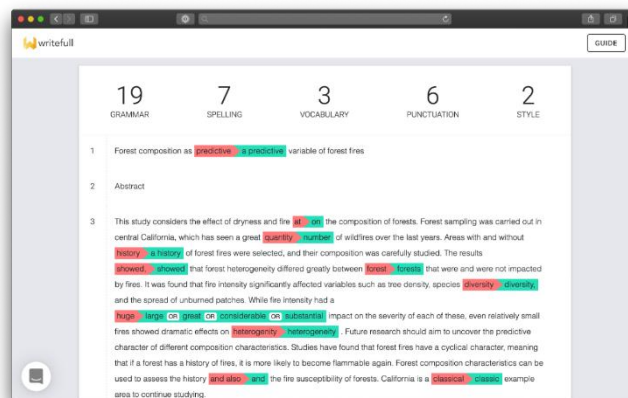 writefull
GUIDE
19 7 3 6 2
GRAMMAR SPELLING VOCABULARY PUNCTUATION STYLE
1 Forest composition as predictive a predictive variable of forest fires
2 Abstract
3 This study considers the effect of dryness and fire at on the composition of forests. Forest sampling was carried out in
central California, which has seen a great quantity number of wildfires over the last years. Areas with and without
history a history of forest fires were selected, and their composition was carefully studied. The results
showed, showed that forest heterogeneity differed greatly between forest forests that were and were not impacted
by fires. It was found that fire intensity significantly affected variables such as tree density, species diversity diversity,
and the spread of unburned patches. While fire intensity had a
huge large OR great OR considerable OR substantial impact on the severity of each of these, even relatively small
fires showed dramatic effects on heterogenity heterogeneity . Future research should aim to uncover the predictive
character of different composition characteristics. Studies have found that forest fires have a cyclical character, meaning
that if a forest has a history of fires, it is more likely to become flammable again. Forest composition characteristics can be
used to assess the history and also and the fire susceptibility of forests. California is a classical classic example
area to continue studying.